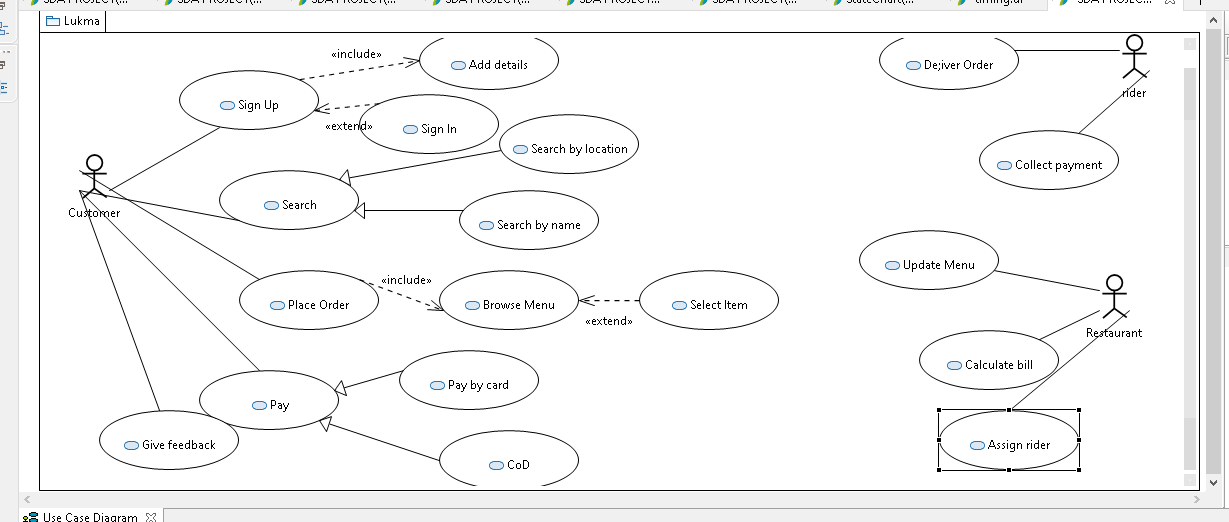 Lukma
«include»
Add details
De;iver Order
rider
Sign Up
«extend»
Sign In
Search by location
Collect payment
Customer
Search
Search by name
Update Menu
«include»
Place Order
Browse Menu
Select Item
«extend»
Restaurant
Calculate bill
Pay by card
Pay
Give feedback
Assign rider
CoD
Use Case Diagram